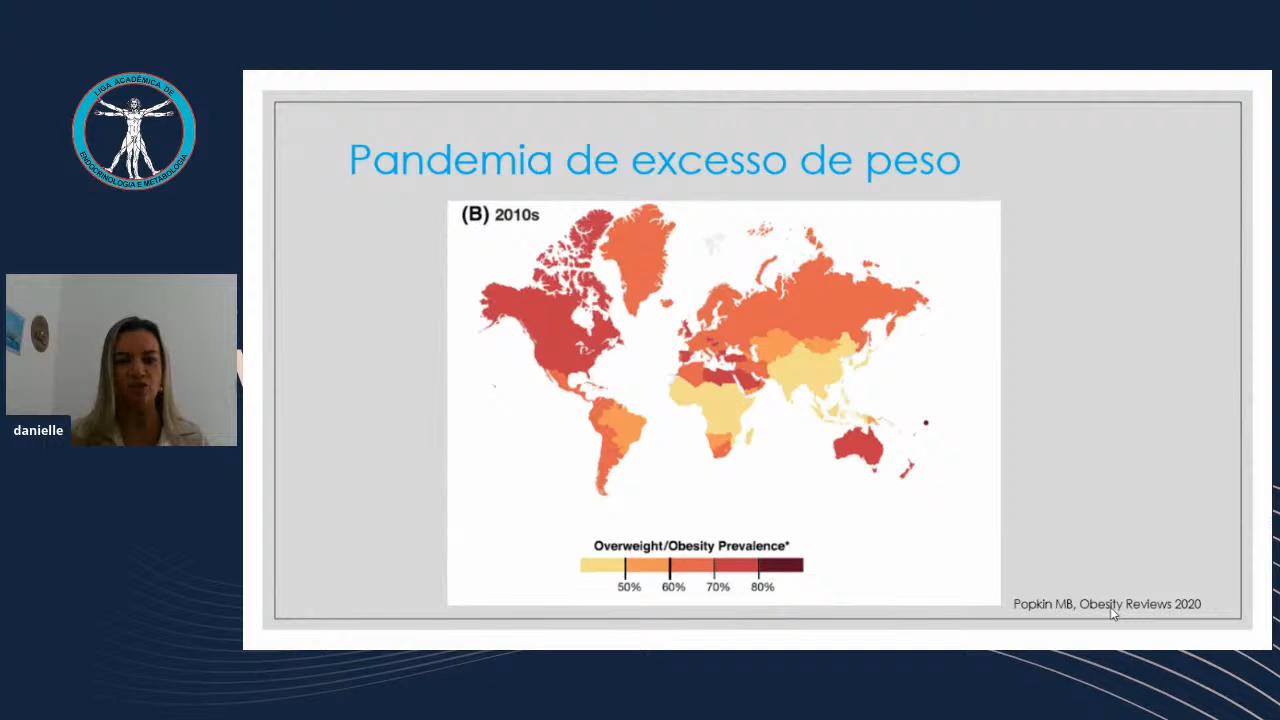 LIGA ACADÊMICA DE
ENDOCRINOLOGIA E METABOLOGIA
danielle
Pandemia de excesso de peso
(B) 2010s
Overweight/Obesity Prevalence*
50% 60% 70% 80%
Popkin MB, Obesity Reviews 2020